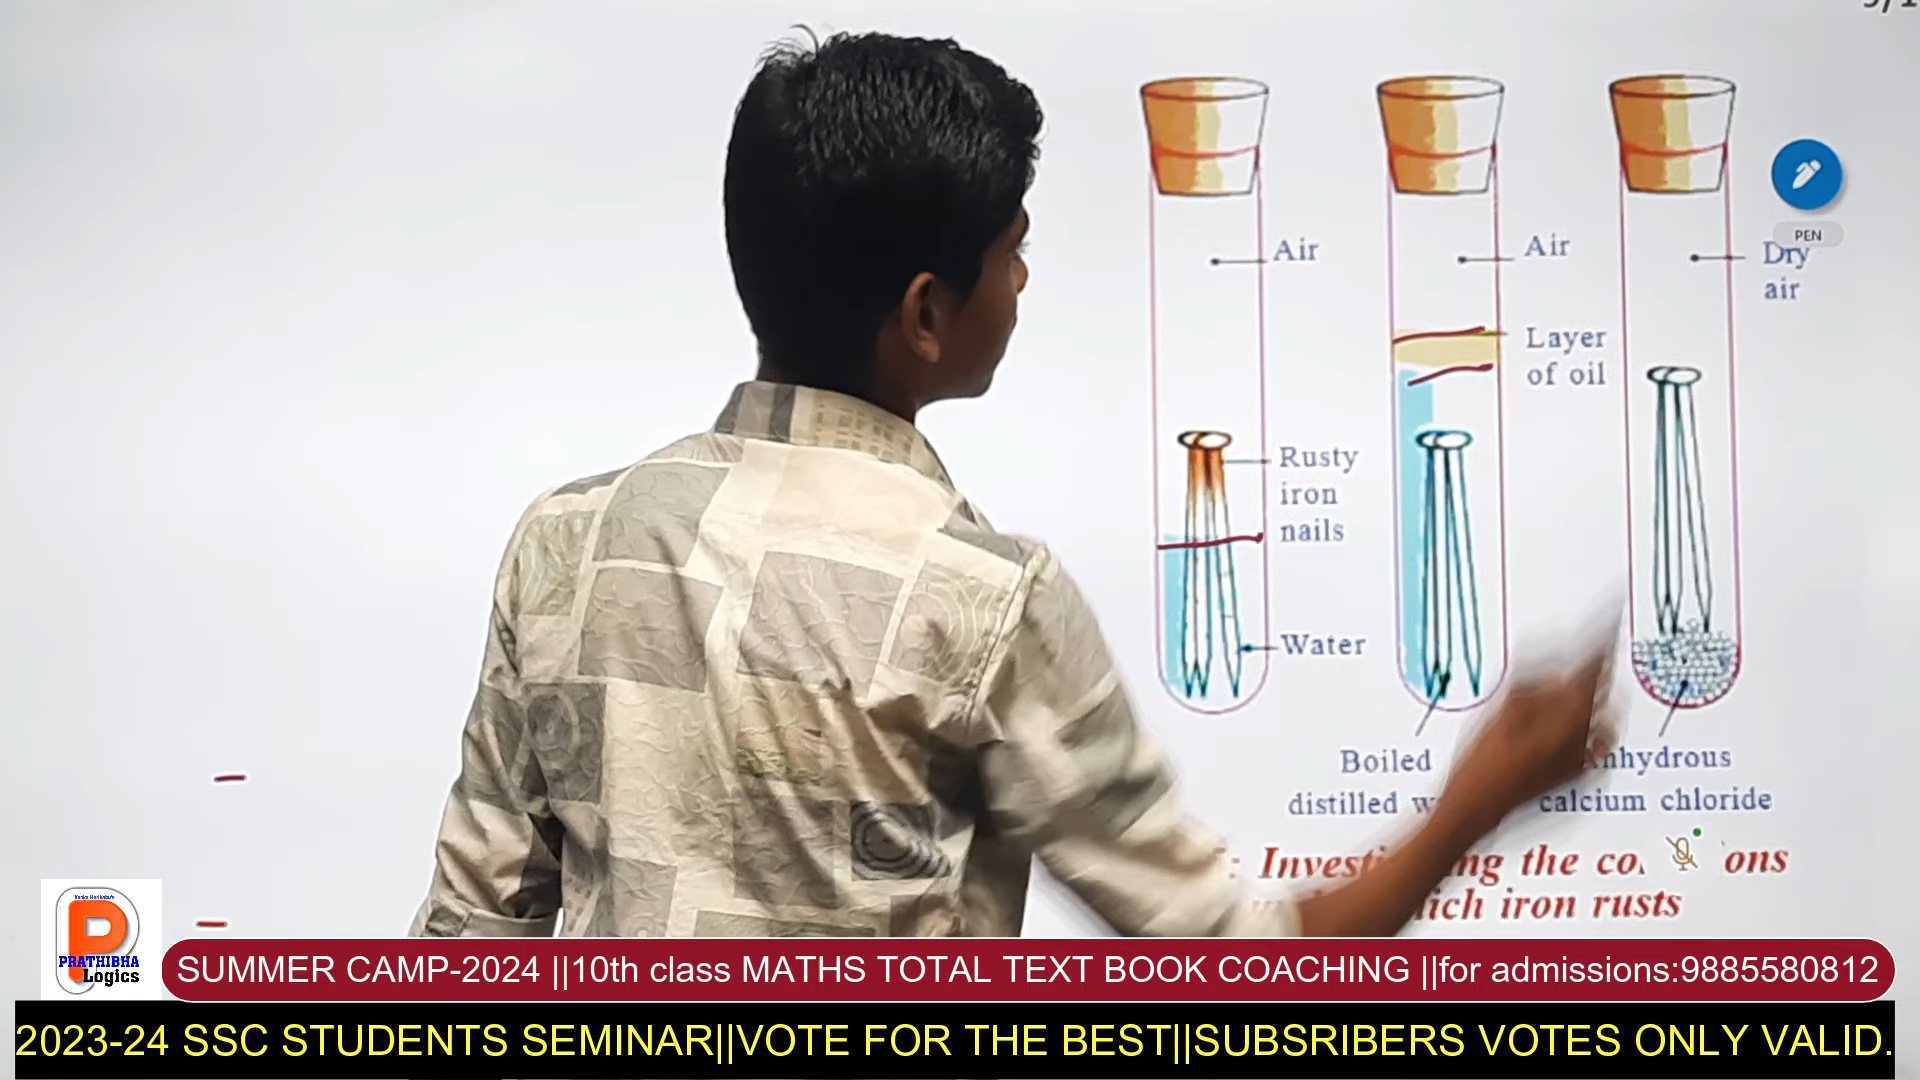 PEN
Air
Air
Dry
air
Layer
of oil
Rusty
iron
nails
Water
Boiled
distilled
calcium chloride
the
iron rusts
PRATHIBHA
Logics
SUMMER CAMP-2024 ||10th class MATHS TOTAL TEXT BOOK COACHING ||for admissions:9885580812
2023-24 SSC STUDENTS SEMINAR||VOTE FOR THE BEST||SUBSRIBERS VOTES ONLY VALID.